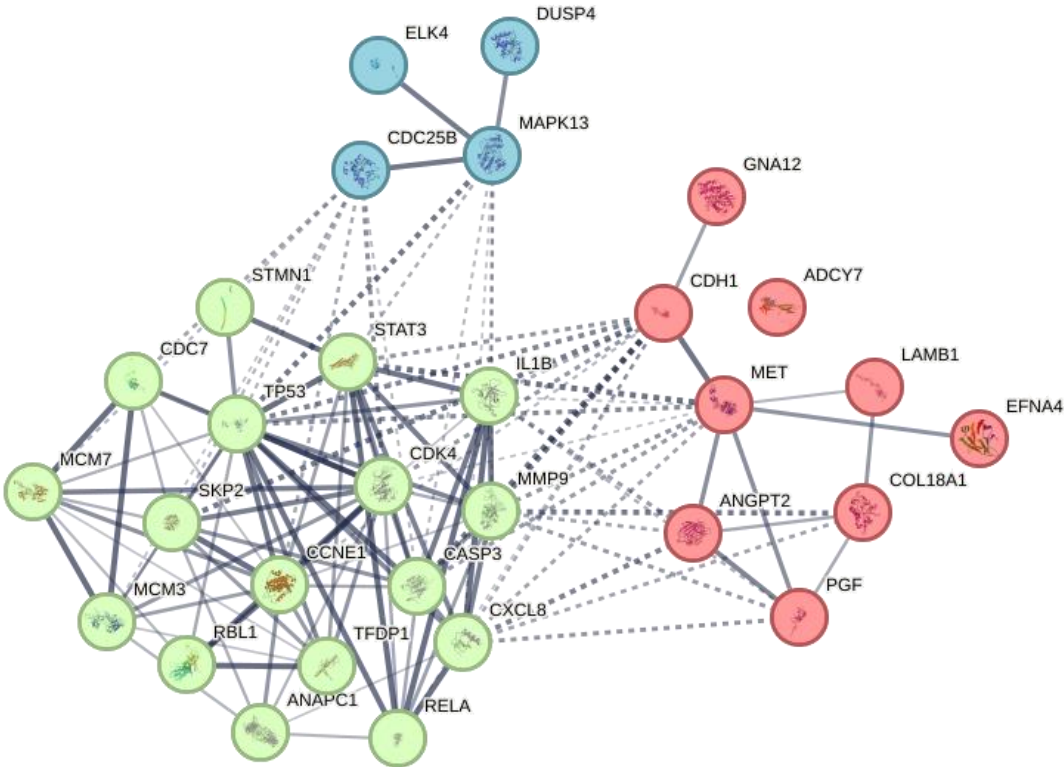 DUSP4
ELK4
MAPK13
CDC25B
GNA12
ADCY7
STMN1
CDH1
STAT3
CDC7
IL1B
LAMB1
MET
TP53
EFNA4
CDK4
MCM7
MMP9
COL18A1
SKP2
ANGPT2
CCNE1
CASP3
PGF
MCM3
CXCL8
RBL1
TFDP1
ANAPC1
RELA